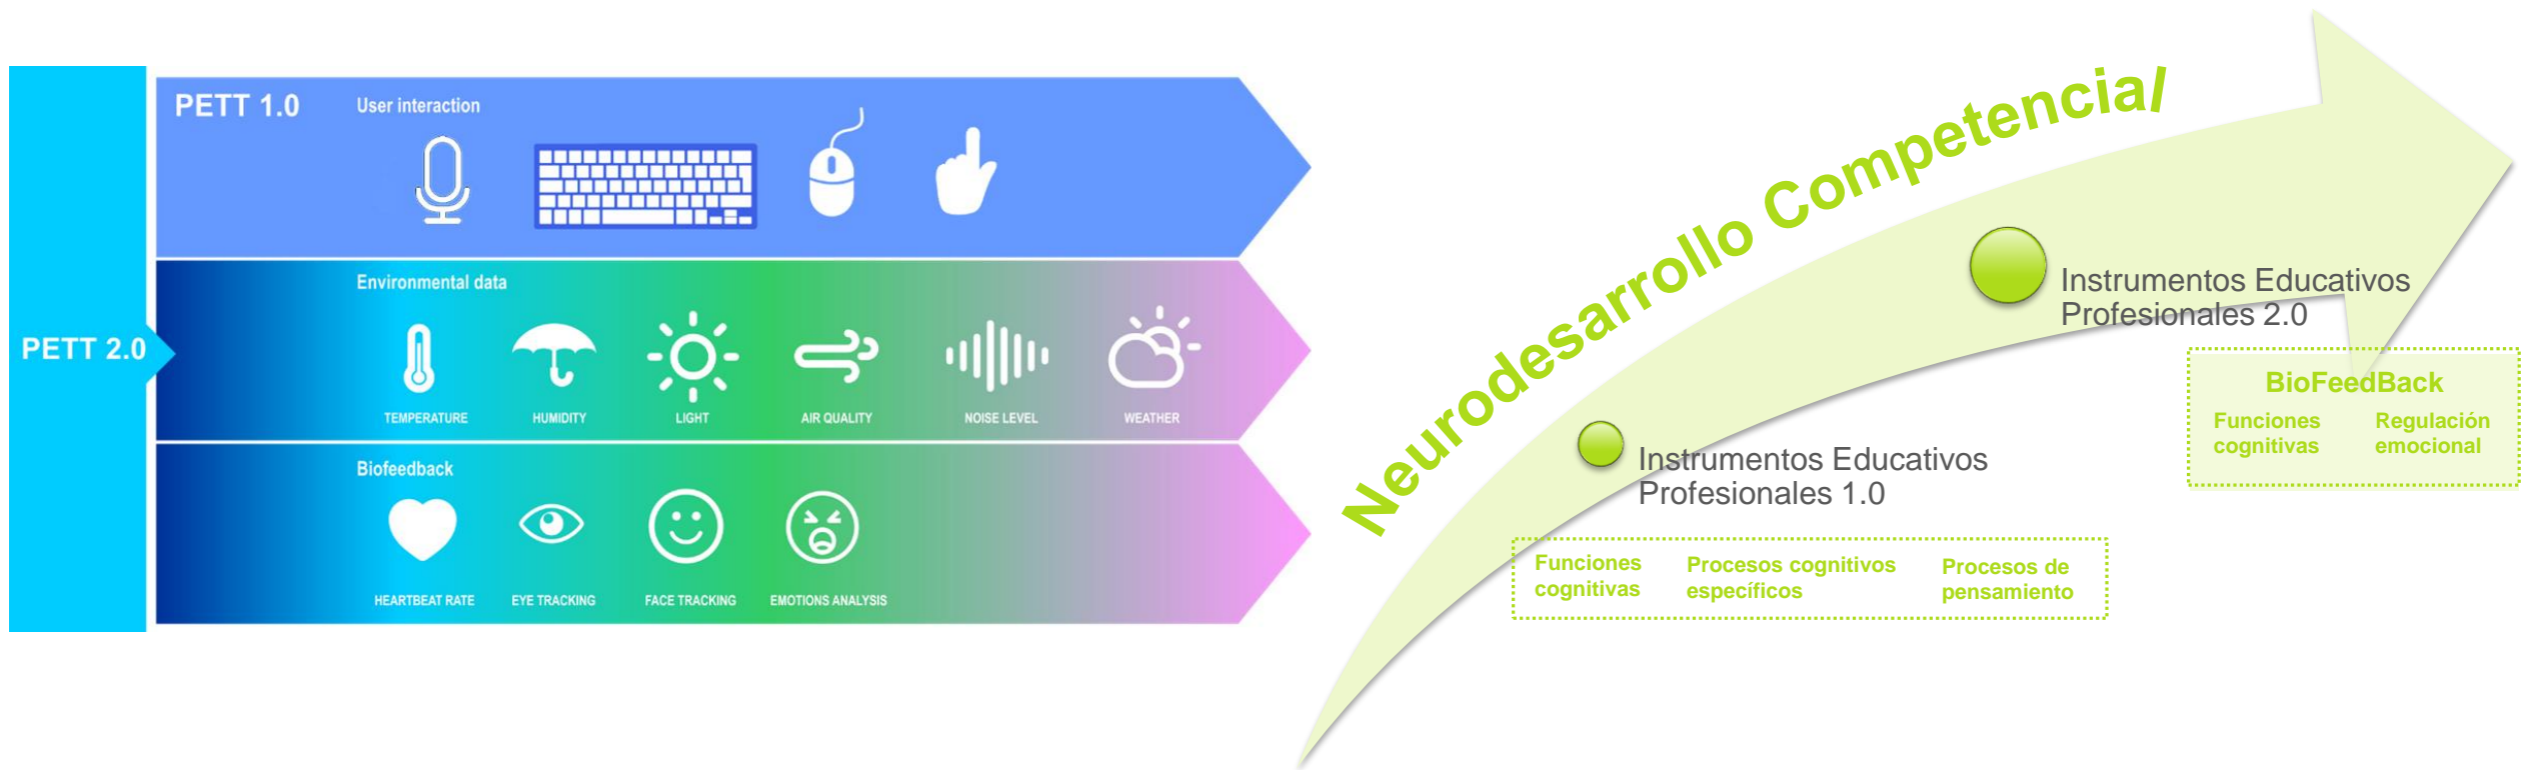 PETT 2.0
PETT 1.0
User interaction
Environmental data
TEMPERATURE
HUMIDITY
LIGHT
AIR QUALITY
NOISE LEVEL
WEATHER
Biofeedback
HEARTBEAT RATE
EYE TRACKING
FACE TRACKING
EMOTIONS ANALYSIS
Neurodesarrollo Competencial
Instrumentos Educativos
Profesionales 1.0
Funciones
cognitivas
Procesos cognitivos
específicos
Procesos de
pensamiento
Instrumentos Educativos
Profesionales 2.0
BioFeedBack
Funciones
cognitivas
Regulación
emocional